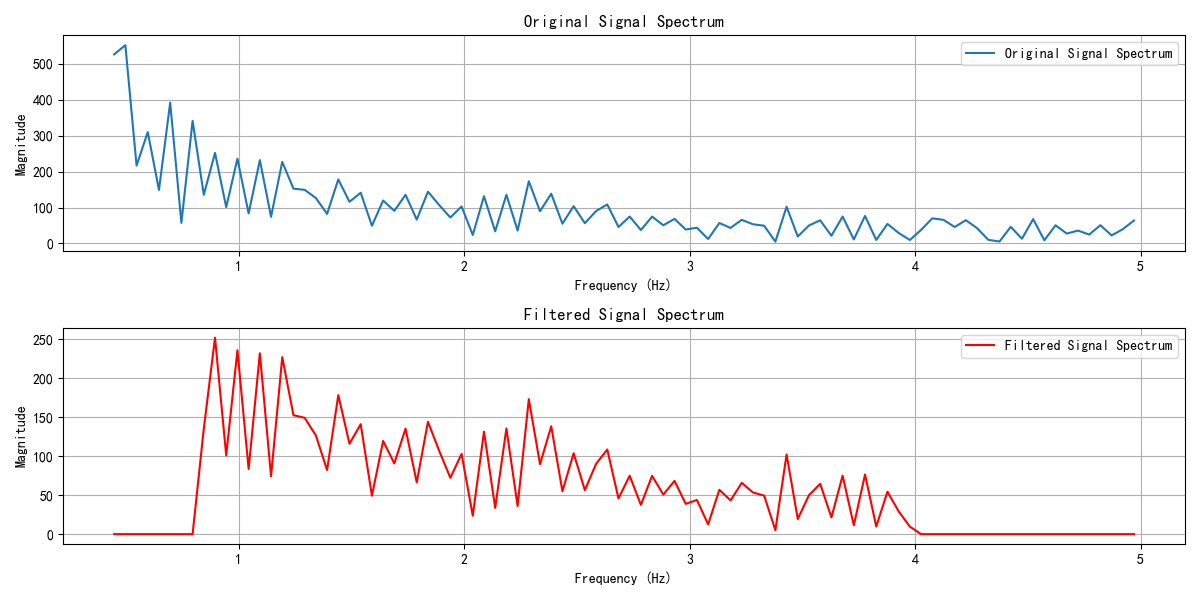 Original Signal Spectrum
Original Signal Spectrum
Magnitude
500
400
300
200
100
0
1 2 3 4 5
Frequency (Hz)
Filtered Signal Spectrum
Filtered Signal Spectrum
Magnitude
250
200
150
100
50
0
1 2 3 4 5
Frequency (Hz)